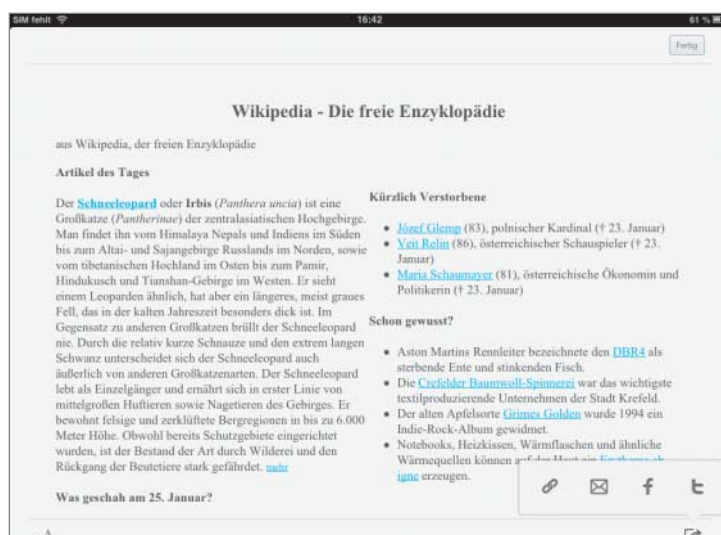 SIM fehlt
16:42
61 %
Fertig
Wikipedia - Die freie Enzyklopädie
aus Wikipedia, der freien Enzyklopädie
Artikel des Tages
Der Schneeleopard oder Irbis (Panthera uncia) ist eine
Großkatze (Pantherinae) der zentralasiatischen Hochgebirge.
Man findet ihn vom Himalaya Nepals und Indiens im Süden
bis zum Altai- und Sajangebirge Russlands im Norden, sowie
vom tibetanischen Hochland im Osten bis zum Pamir,
Hindukusch und Tianshan-Gebirge im Westen. Er sieht
einem Leoparden ähnlich, hat aber ein längeres, meist graues
Fell, das in der kalten Jahreszeit besonders dick ist. Im
Gegensatz zu anderen Großkatzen brüllt der Schneeleopard
nie. Durch die relativ kurze Schnauze und den extrem langen
Schwanz unterscheidet sich der Schneeleopard auch
äußerlich von anderen Großkatzenarten. Der Schneeleopard
lebt als Einzelgänger und ernährt sich in erster Linie von
mittelgroßen Huftieren sowie Nagetieren des Gebirges. Er
bewohnt felsige und zerklüftete Bergregionen in bis zu 6.000
Meter Höhe. Obwohl bereits Schutzgebiete eingerichtet
wurden, ist der Bestand der Art durch Wilderei und den
Rückgang der Beutetiere stark gefährdet. mehr
Was geschah am 25. Januar?
Kürzlich Verstorbene
Józef Glemp (83), polnischer Kardinal († 23. Januar)
Veit Relin (86), österreichischer Schauspieler († 23.
Januar)
Maria Schaumayer (81), österreichische Ökonomin und
Politikerin († 23. Januar)
Schon gewusst?
Aston Martins Rennleiter bezeichnete den DBR4 als
sterbende Ente und stinkenden Fisch.
Die Crefelder Baumwoll-Spinnerei war das wichtigste
textilproduzierende Unternehmen der Stadt Krefeld.
Der alten Apfelsorte Grimes Golden wurde 1994 ein
Indie-Rock-Album gewidmet.
Notebooks, Heizkissen, Wärmflaschen und ähnliche
Wärmequellen können auf der Haut ein
igne erzeugen.